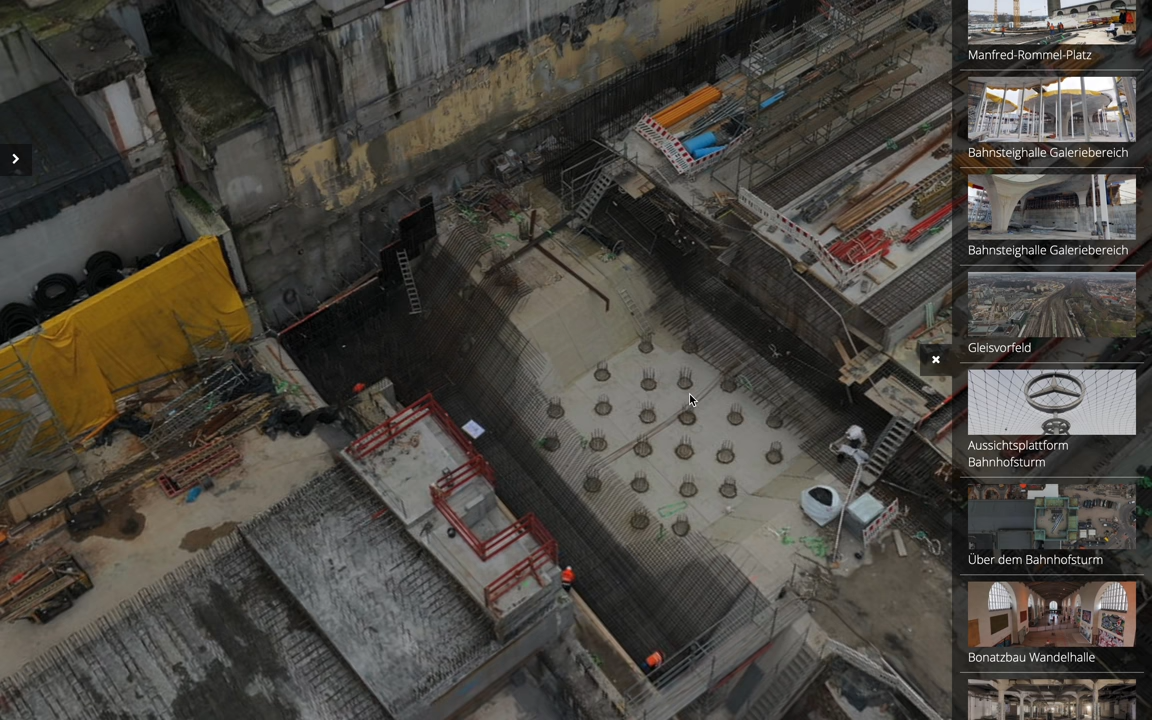 Manfred-Rommel-Platz
Bahnsteighalle Galeriebereich
Bahnsteighalle Galeriebereich
Gleisvorfeld
Aussichtsplattform
Bahnhofsturm
Über dem Bahnhofsturm
Bonatzbau Wandelhalle